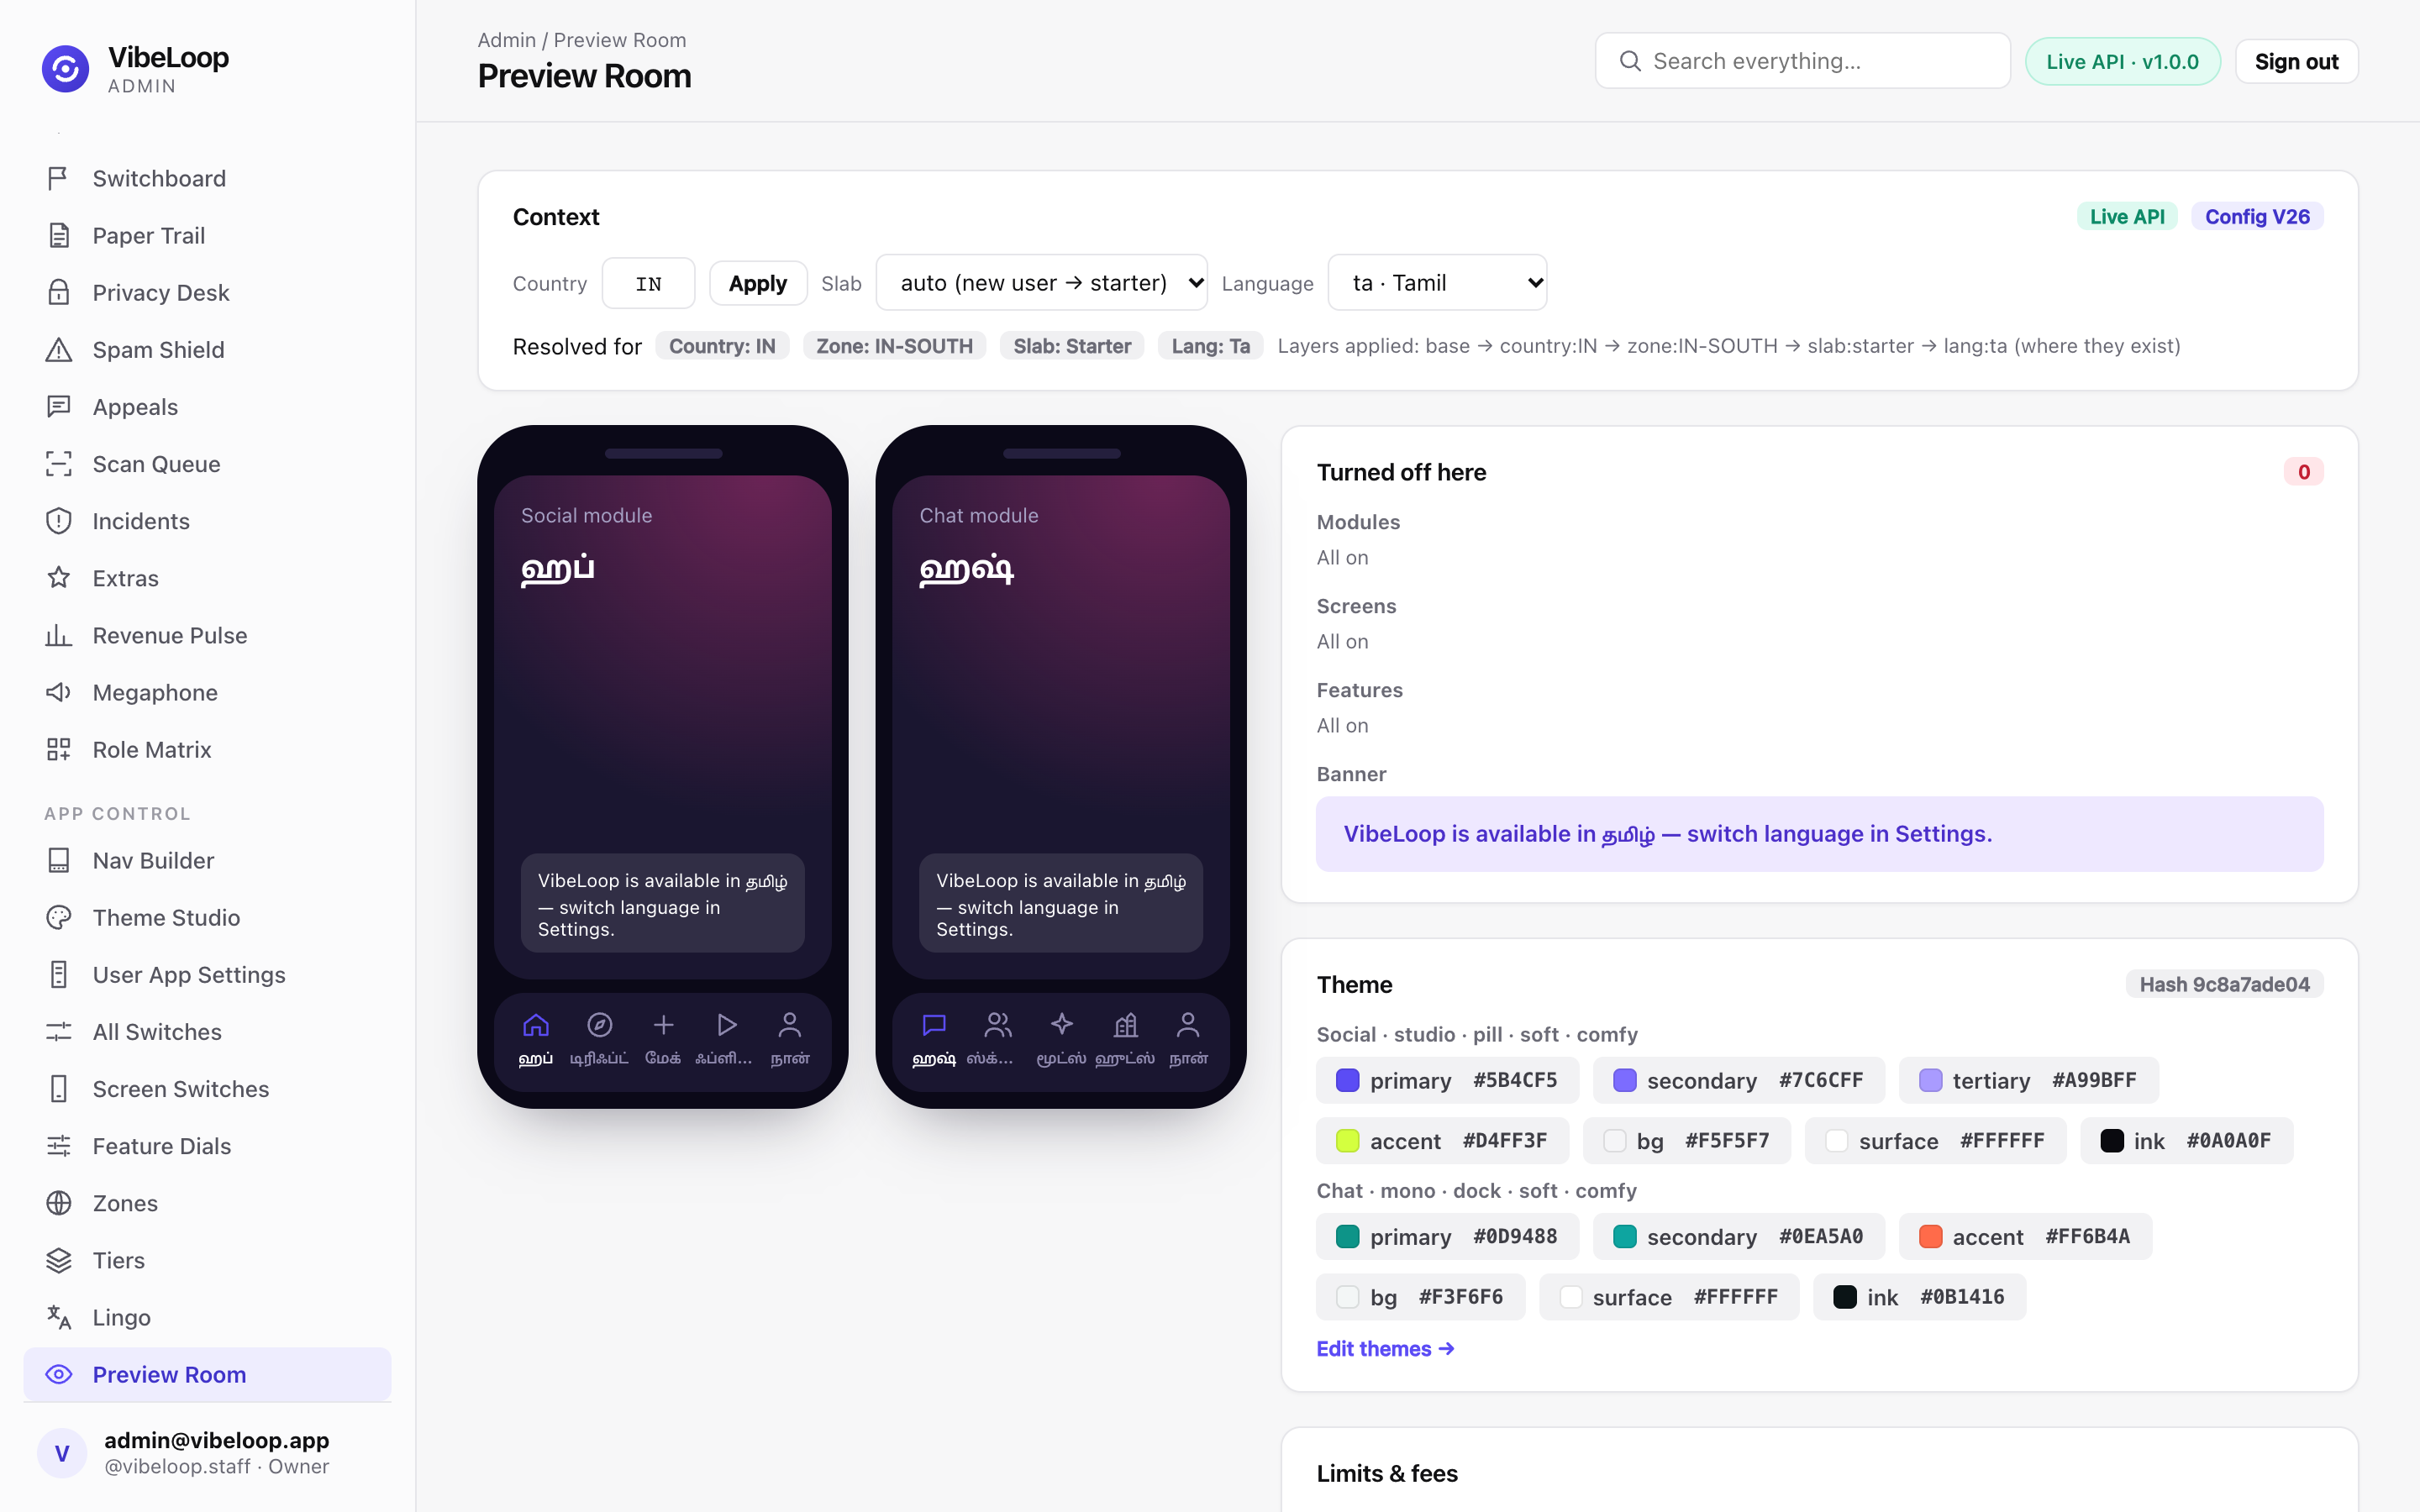 VibeLoop
ADMIN
Switchboard
Paper Trail
Privacy Desk
Spam Shield
Appeals
Scan Queue
Incidents
Extras
Revenue Pulse
Megaphone
Role Matrix
APP CONTROL
Nav Builder
Theme Studio
User App Settings
All Switches
Screen Switches
Feature Dials
Zones
Tiers
Lingo
Preview Room
V
admin@vibeloop.app
@vibeloop.staff · Owner
Admin / Preview Room
Preview Room
Search everything...
Live API · v1.0.0
Sign out
Context
Live API
Config V26
Country IN Apply Slab auto (new user → starter) Language ta · Tamil
Resolved for Country: IN Zone: IN-SOUTH Slab: Starter Lang: Ta Layers applied: base → country:IN → zone:IN-SOUTH → slab:starter → lang:ta (where they exist)
Social module
ஹப்
VibeLoop is available in தமிழ்
— switch language in
Settings.
ஹப் டிரிஃப்ட் மேக் ஃப்ளி... நான்
Chat module
ஹஷ்
VibeLoop is available in தமிழ்
— switch language in
Settings.
ஹஷ் ஸ்க்... மூட்ஸ் ஹுட்ஸ் நான்
Turned off here
0
Modules
All on
Screens
All on
Features
All on
Banner
VibeLoop is available in தமிழ் — switch language in Settings.
Theme
Hash 9c8a7ade04
Social · studio · pill · soft · comfy
primary #5B4CF5 secondary #7C6CFF tertiary #A99BFF
accent #D4FF3F bg #F5F5F7 surface #FFFFFF ink #0A0A0F
Chat · mono · dock · soft · comfy
primary #0D9488 secondary #0EA5A0 accent #FF6B4A
bg #F3F6F6 surface #FFFFFF ink #0B1416
Edit themes →
Limits & fees